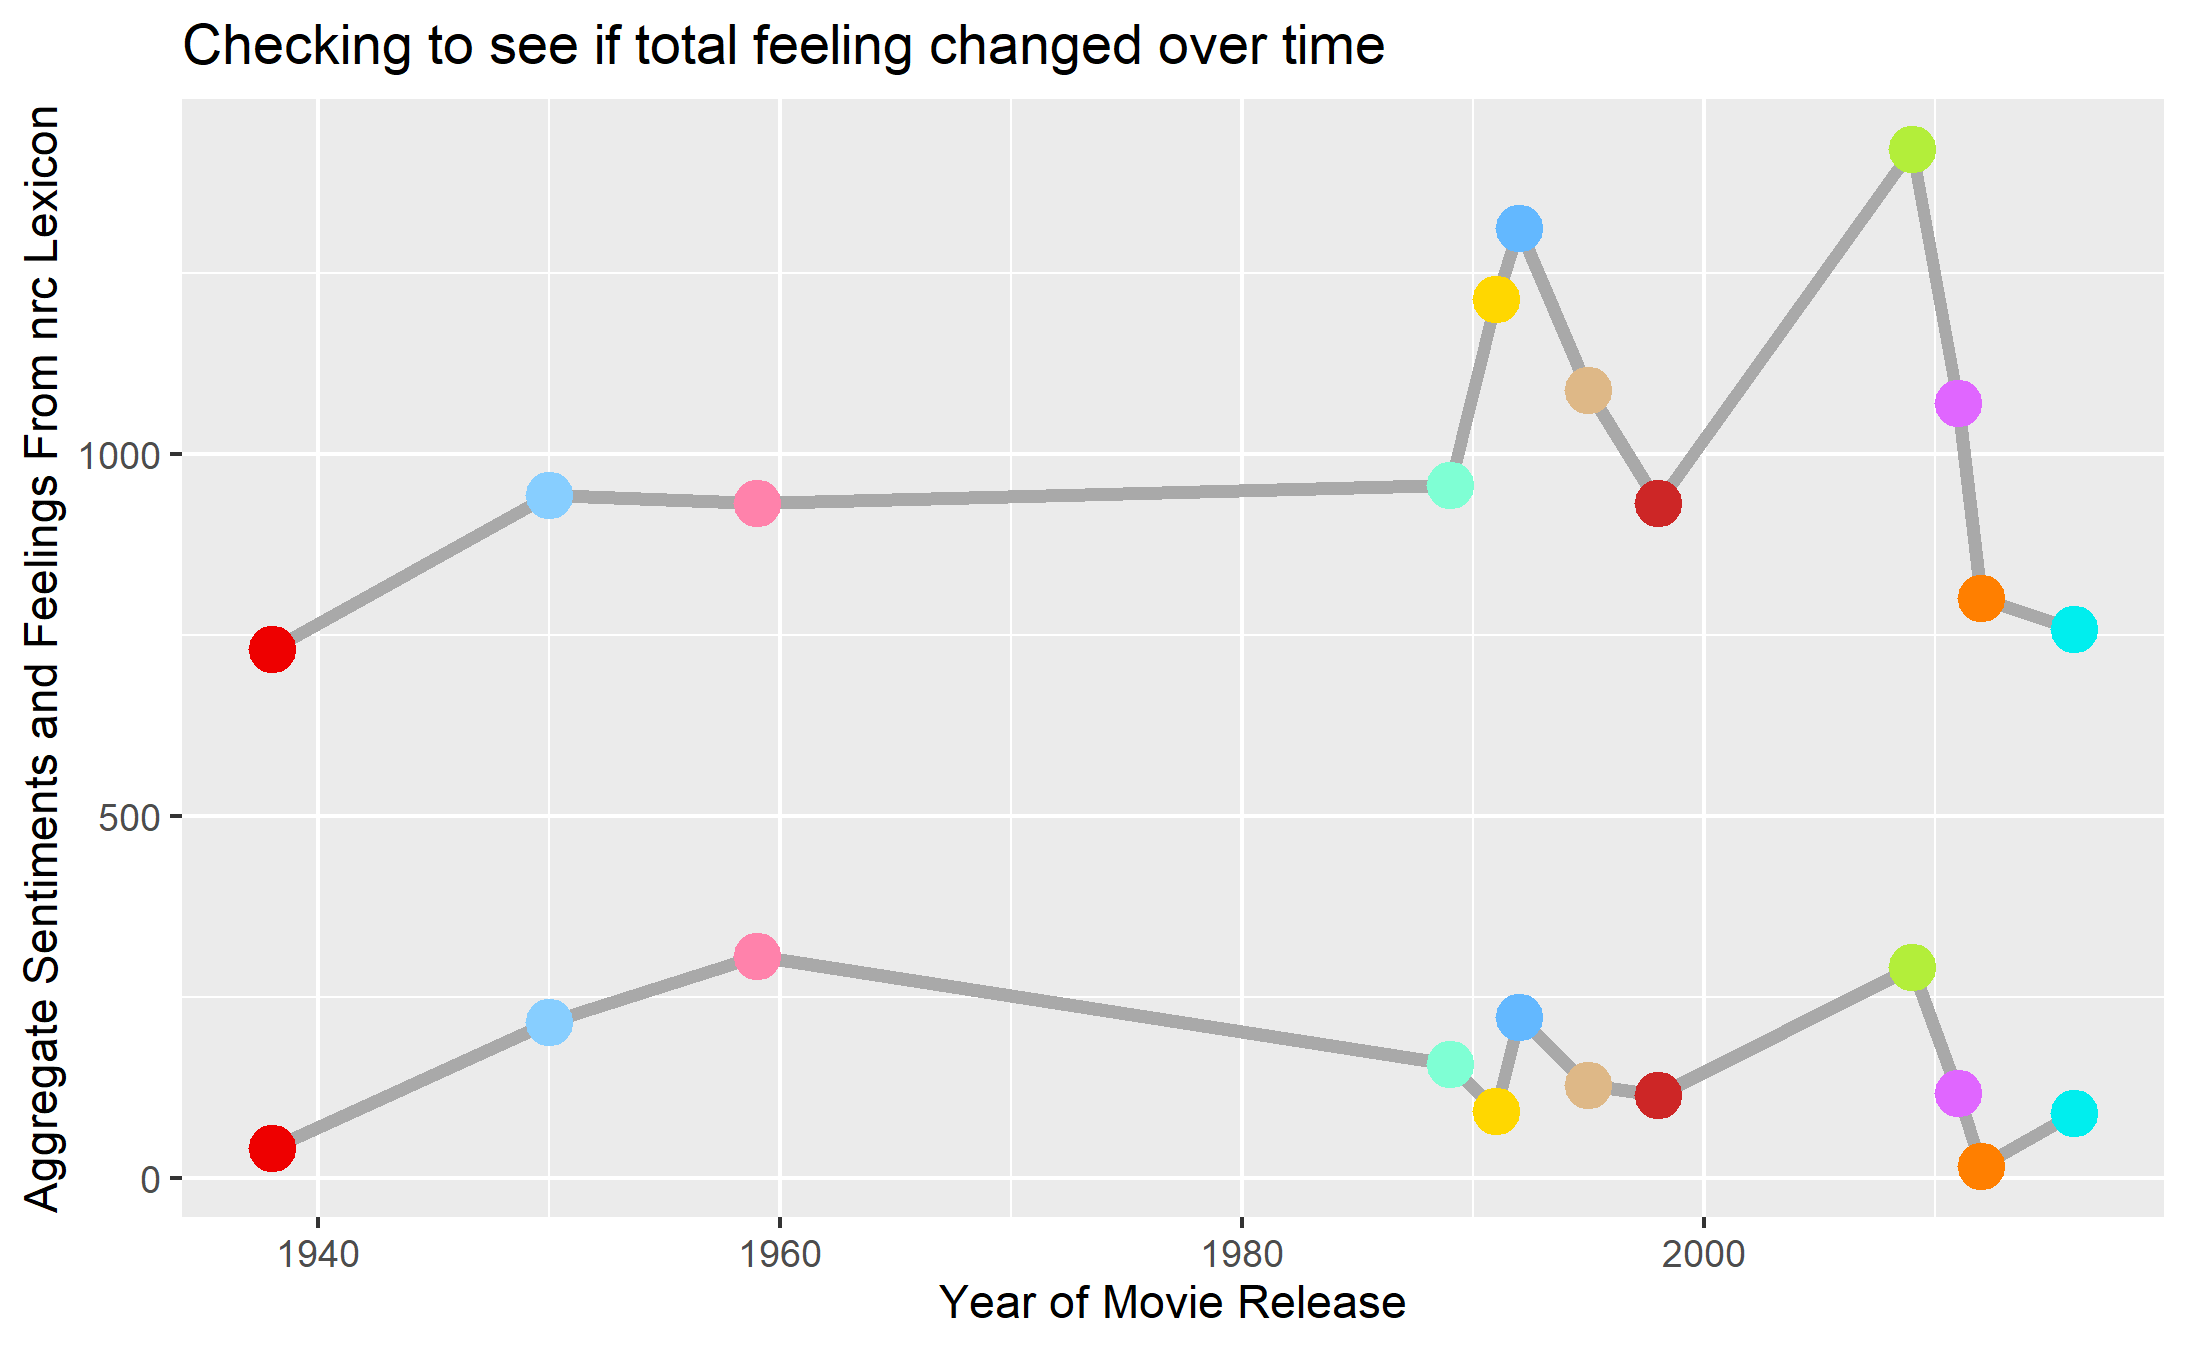 Checking to see if total feeling changed over time
Aggregate Sentiments and Feelings From nrc Lexicon
1000
500
0
1940 1960 1980 2000
Year of Movie Release